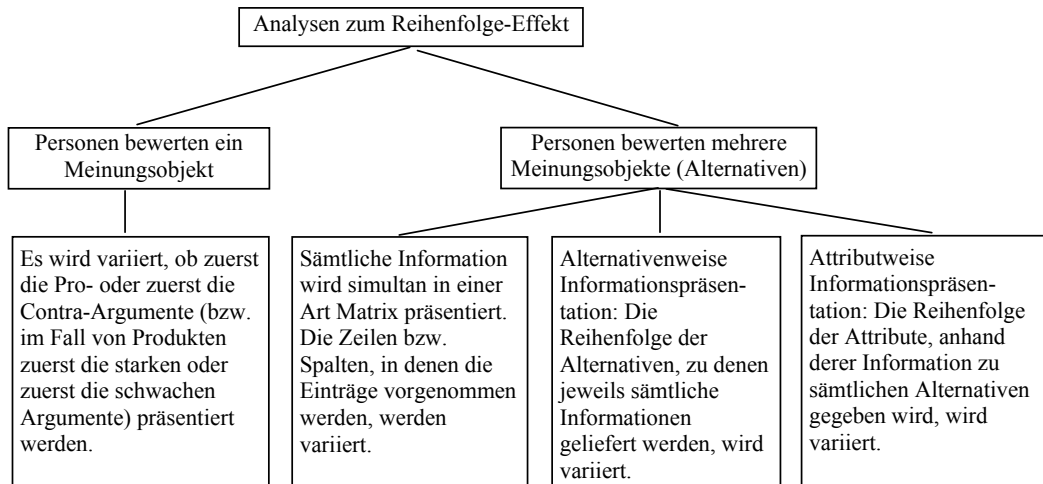 Analysen zum Reihenfolge-Effekt
Personen bewerten ein
Meinungsobjekt
Personen bewerten mehrere
Meinungsobjekte (Alternativen)
Es wird variiert, ob zuerst
die Pro- oder zuerst die
Contra-Argumente (bzw.
im Fall von Produkten
zuerst die starken oder
zuerst die schwachen
Argumente) präsentiert
werden.
Sämtliche Information
wird simultan in einer
Art Matrix präsentiert.
Die Zeilen bzw.
Spalten, in denen die
Einträge vorgenommen
werden, werden
variiert.
Alternativenweise
Informationspräsen-
tation: Die
Reihenfolge der
Alternativen, zu denen
jeweils sämtliche
Informationen
geliefert werden, wird
variiert.
Attributweise
Informationspräsen-
tation: Die Reihenfolge
der Attribute, anhand
derer Information zu
sämtlichen Alternativen
gegeben wird, wird
variiert.